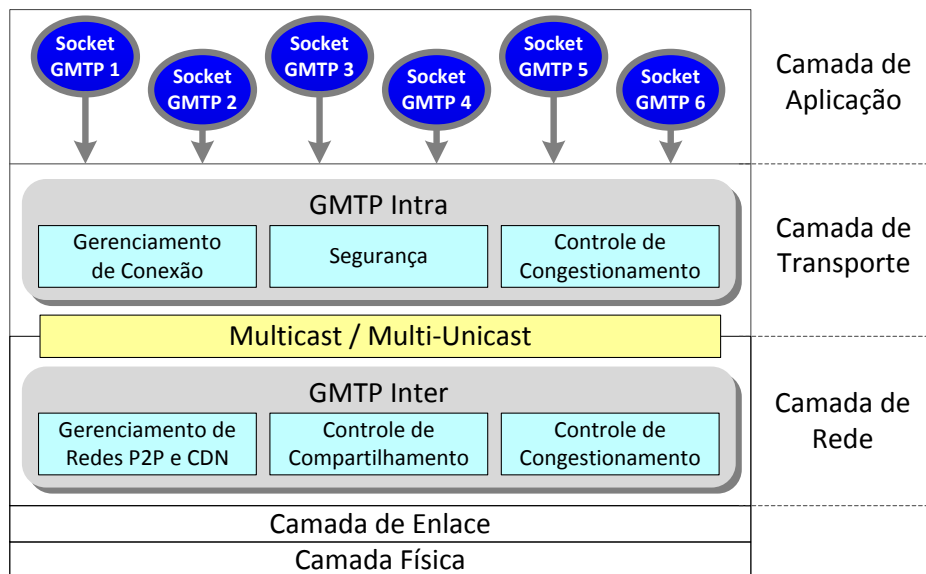 Socket
GMTP 1
Socket
GMTP 2
Socket
GMTP 3
Socket
GMTP 4
Socket
GMTP 5
Socket
GMTP 6
Camada de
Aplicação
GMTP Intra
Gerenciamento
de Conexão
Segurança
Controle de
Congestionamento
Camada de
Transporte
Multicast / Multi-Unicast
GMTP Inter
Gerenciamento de
Redes P2P e CDN
Controle de
Compartilhamento
Controle de
Congestionamento
Camada de
Rede
Camada de Enlace
Camada Física